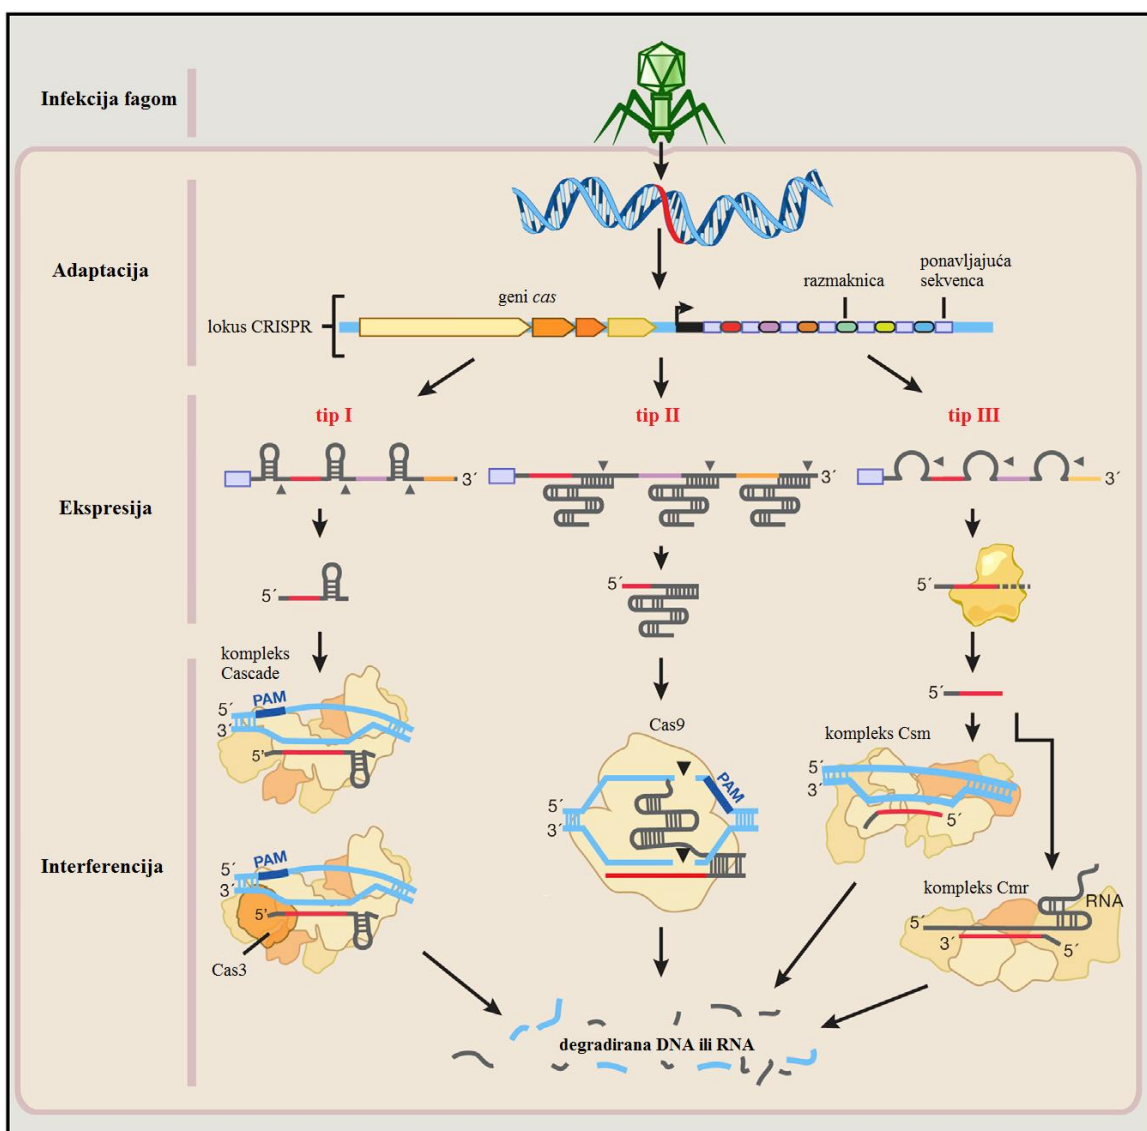 Infekcija fagom
Adaptacija
geni cas
razmaknica
ponavljajuća
sekvenca
lokus CRISPR
tip I
tip II
tip III
Ekspresija
3´
3´
3´
5´
5´
5´
kompleks
Cascade
PAM
5´
3´
5’
Cas9
PAM
5´
3´
kompleks Csm
5´
3´
5´
Interferencija
PAM
5´
3´
5’
Cas3
kompleks Cmr
RNA
5´
3´
5´
degradirana DNA ili RNA